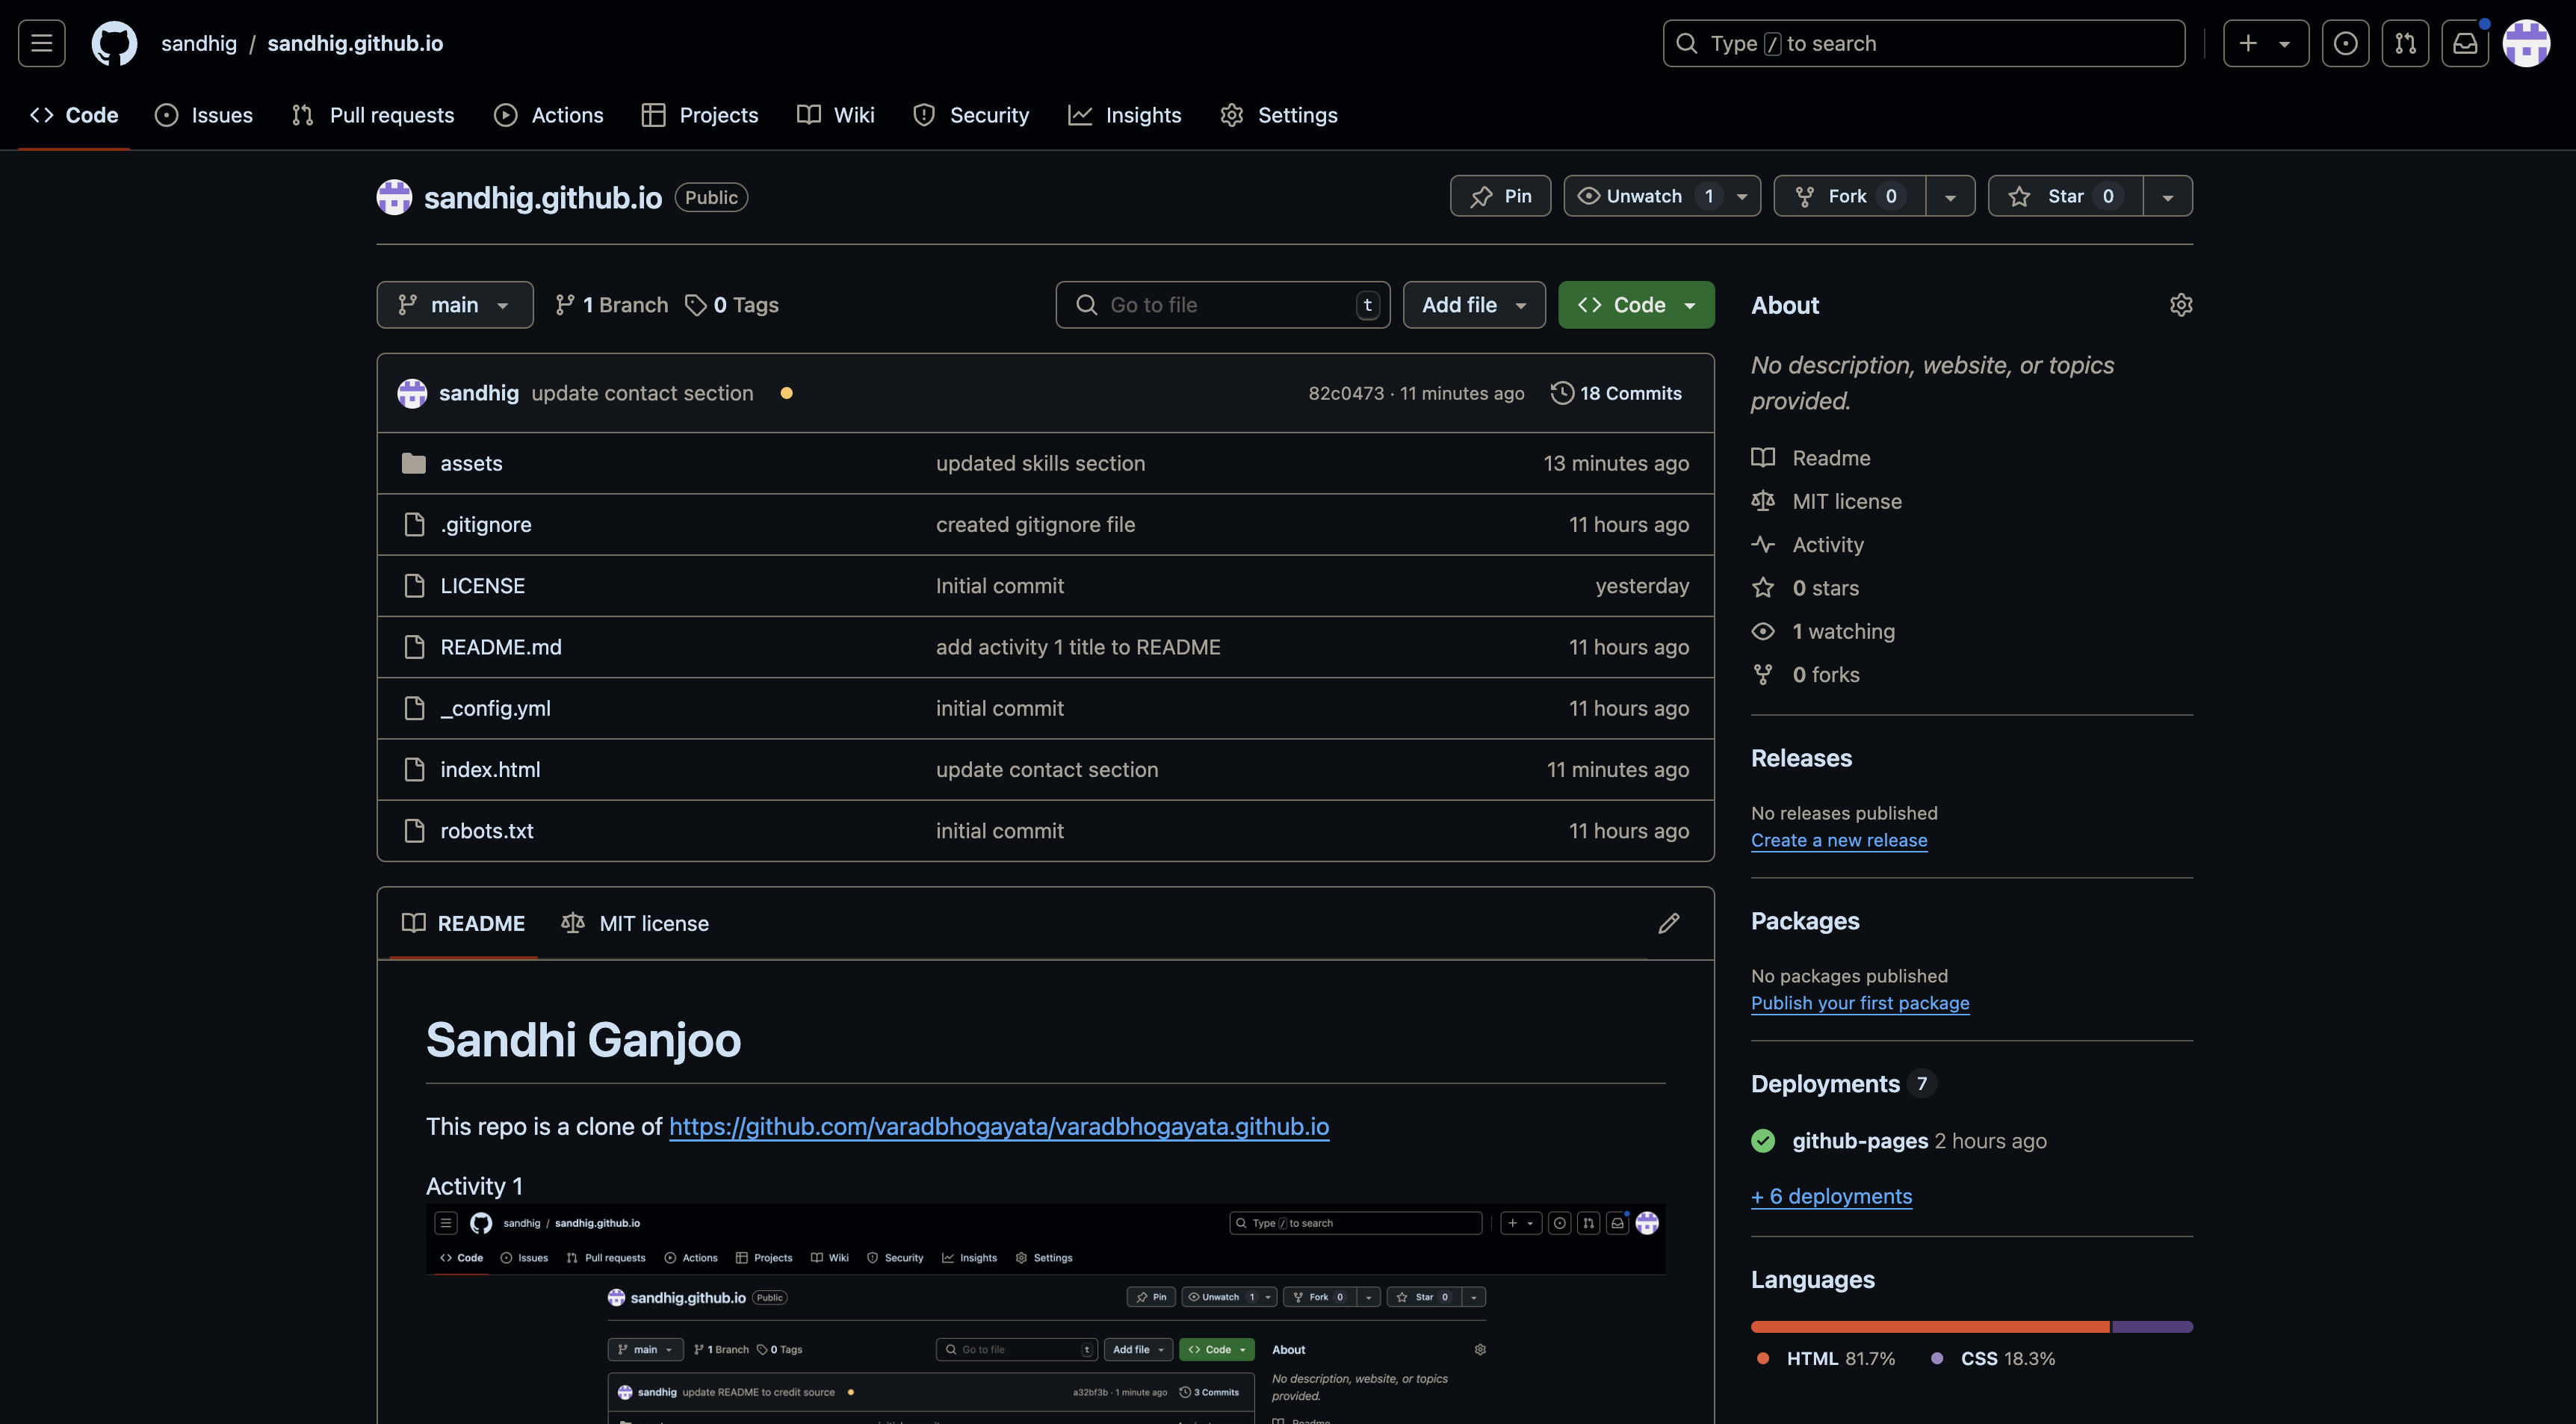 sandhig / sandhig.github.io
Type / to search
Code Issues Pull requests Actions Projects Wiki Security Insights Settings
sandhig.github.io Public
Pin Unwatch 1 Fork 0 Star 0
main 1 Branch 0 Tags
Go to file t Add file Code
sandhig update contact section 82c0473 · 11 minutes ago 18 Commits
assets updated skills section 13 minutes ago
.gitignore created gitignore file 11 hours ago
LICENSE Initial commit yesterday
README.md add activity 1 title to README 11 hours ago
_config.yml initial commit 11 hours ago
index.html update contact section 11 minutes ago
robots.txt initial commit 11 hours ago
README MIT license
Sandhi Ganjoo
This repo is a clone of https://github.com/varadbhogayata/varadbhogayata.github.io
Activity 1
sandhig / sandhig.github.io Type / to search
Code Issues Pull requests Actions Projects Wiki Security Insights Settings
sandhig.github.io Public Pin Unwatch 1 Fork 0 Star 0
main 1 Branch 0 Tags Go to file t Add file Code About
sandhig update README to credit source a32bf3b · 1 minute ago 3 Commits
No description, website, or topics
provided.
About
No description, website, or topics
provided.
Readme
MIT license
Activity
0 stars
1 watching
0 forks
Releases
No releases published
Create a new release
Packages
No packages published
Publish your first package
Deployments 7
github-pages 2 hours ago
+ 6 deployments
Languages
HTML 81.7% CSS 18.3%